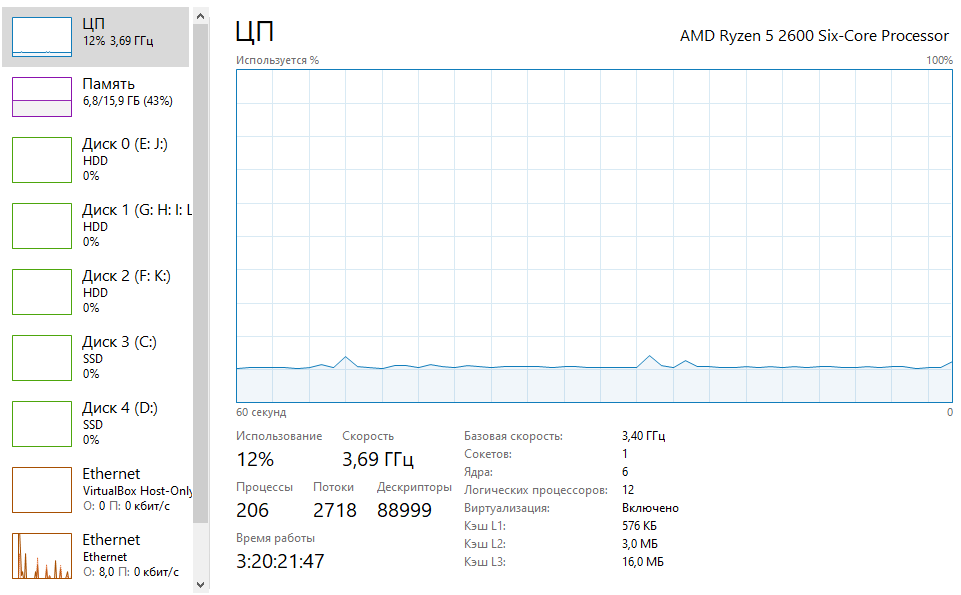 ЦП
12% 3,69 ГГц
Память
6,8/15,9 ГБ (43%)
Диск 0 (E: J:)
HDD
0%
Диск 1 (G: H: I: L
HDD
0%
Диск 2 (F: K:)
HDD
0%
Диск 3 (C:)
SSD
0%
Диск 4 (D:)
SSD
0%
Ethernet
VirtualBox Host-Only
О: 0 П: 0 кбит/с
Ethernet
Ethernet
О: 8,0 П: 0 кбит/с
ЦП
AMD Ryzen 5 2600 Six-Core Processor
Используется %
100%
60 секунд
0
Использование
Скорость
12%
3,69 ГГц
Процессы
Потоки
Дескрипторы
206
2718
88999
Время работы
3:20:21:47
Базовая скорость: 3,40 ГГц
Сокетов: 1
Ядра: 6
Логических процессоров: 12
Виртуализация: Включено
Кэш L1: 576 КБ
Кэш L2: 3,0 МБ
Кэш L3: 16,0 МБ